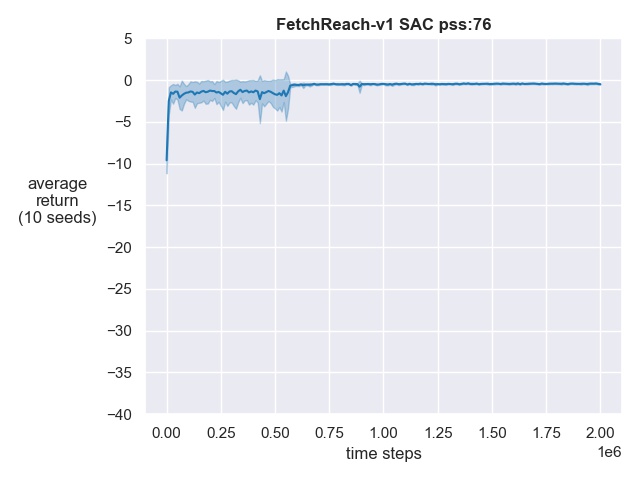 FetchReach-v1 SAC pss:76
5
0
−5
−10
−15
−20
−25
−30
−35
−40
average
return
(10 seeds)
0.00 0.25 0.50 0.75 1.00 1.25 1.50 1.75 2.00
time steps
1e6